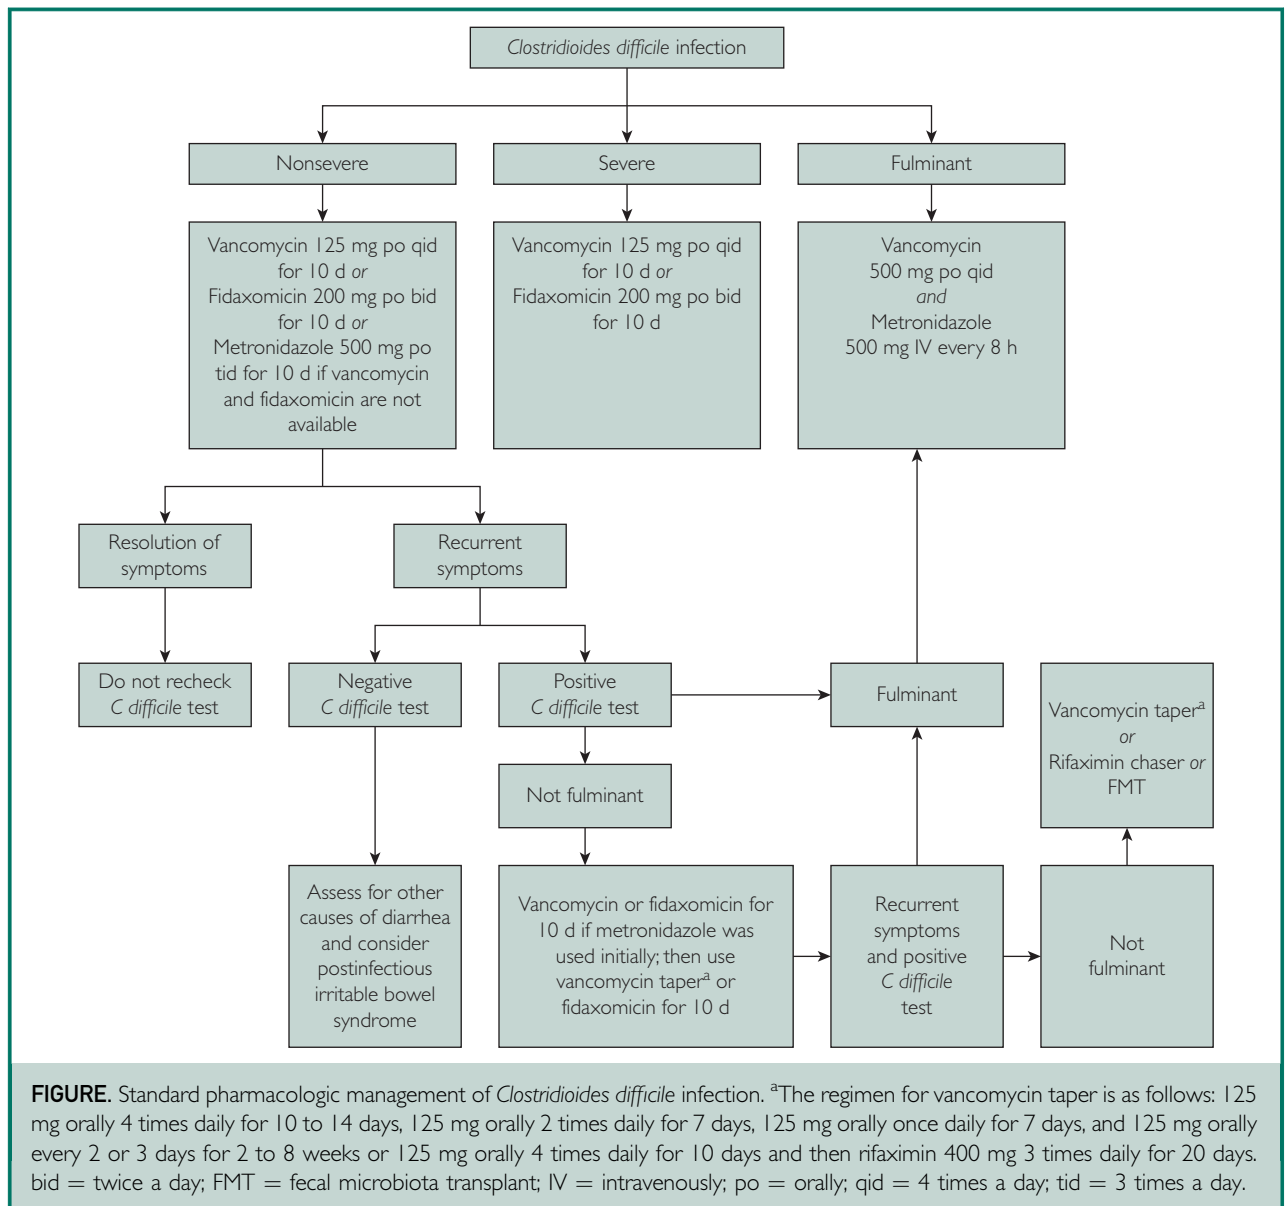 Clostridioides difficile infection
Nonsevere
Severe
Fulminant
Vancomycin 125 mg po qid
for 10 d or
Fidaxomicin 200 mg po bid
for 10 d or
Metronidazole 500 mg po
tid for 10 d if vancomycin
and fidaxomicin are not
available
Vancomycin 125 mg po qid
for 10 d or
Fidaxomicin 200 mg po bid
for 10 d
Vancomycin
500 mg po qid
and
Metronidazole
500 mg IV every 8 h
Resolution of
symptoms
Recurrent
symptoms
Do not recheck
C difficile test
Negative
C difficile test
Positive
C difficile test
Fulminant
Vancomycin taperᵃ
or
Rifaximin chaser or
FMT
Not fulminant
Assess for other
causes of diarrhea
and consider
postinfectious
irritable bowel
syndrome
Vancomycin or fidaxomicin for
10 d if metronidazole was
used initially; then use
vancomycin taperᵃ or
fidaxomicin for 10 d
Recurrent
symptoms
and positive
C difficile
test
Not
fulminant
FIGURE. Standard pharmacologic management of Clostridioides difficile infection. ᵃThe regimen for vancomycin taper is as follows: 125
mg orally 4 times daily for 10 to 14 days, 125 mg orally 2 times daily for 7 days, 125 mg orally once daily for 7 days, and 125 mg orally
every 2 or 3 days for 2 to 8 weeks or 125 mg orally 4 times daily for 10 days and then rifaximin 400 mg 3 times daily for 20 days.
bid = twice a day; FMT = fecal microbiota transplant; IV = intravenously; po = orally; qid = 4 times a day; tid = 3 times a day.